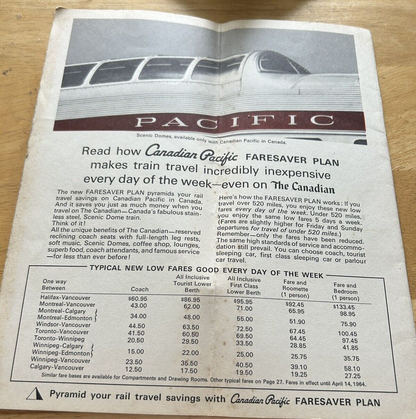 PACIFIC
Scenic Domes, available only with Canadian Pacific in Canada.
Read how Canadian Pacific FARESAVER PLAN
makes train travel incredibly inexpensive
every day of the week—even on The Canadian
The new FARESAVER PLAN pyramids your rail
travel savings on Canadian Pacific in Canada.
And it saves you just as much money when you
travel on The Canadian—Canada's fabulous stain-
less steel, Scenic Dome train.
Think of it!
All the unique benefits of The Canadian—reserved
reclining coach seats with full-length leg rests,
soft music, Scenic Domes, coffee shop, lounges,
superb food, coach attendants, and famous service
—for less than ever before!
Here's how the FARESAVER PLAN works: if you
travel over 520 miles, you enjoy these new low
fares every day of the week. Under 520 miles,
you enjoy the same low fares 5 days a week.
(Fares are slightly higher for Friday and Sunday
departures for travel of under 520 miles.)
Remember—only the fares have been reduced.
The same high standards of service and accommo-
dation still prevail. You can choose coach, tourist
sleeping car, first class sleeping car or parlour
car travel.
TYPICAL NEW LOW FARES GOOD EVERY DAY OF THE WEEK
One way Between Coach All Inclusive Tourist Lower Berth All Inclusive First Class Lower Berth Fare and Roomette (1 person) Fare and Bedroom (1 person)
Halifax-Vancouver $60.95 $86.95 $95.95 $92.45 $133.45
Montreal-Vancouver 43.00 62.00 71.00 65.95 98.95
Montreal-Calgary
Montreal-Edmonton } 34.00 48.00 55.00 51.90 75.90
Windsor-Vancouver 44.50 63.50 72.50 67.45 100.45
Toronto-Vancouver 41.50 60.50 69.50 64.45 97.45
Toronto-Winnipeg 20.50 29.50 33.50 28.85 41.85
Winnipeg-Calgary
Winnipeg-Edmonton } 15.00 22.00 25.00 25.75 35.75
Winnipeg-Vancouver 23.50 35.50 40.50 39.10 58.10
Calgary-Vancouver 12.50 17.50 19.50 19.25 27.25
Similar fare bases are available for Compartments and Drawing Rooms. Other typical fares on Page 27. Fares in effect until April 14, 1964.
Pyramid your rail travel savings with Canadian Pacific FARESAVER PLAN